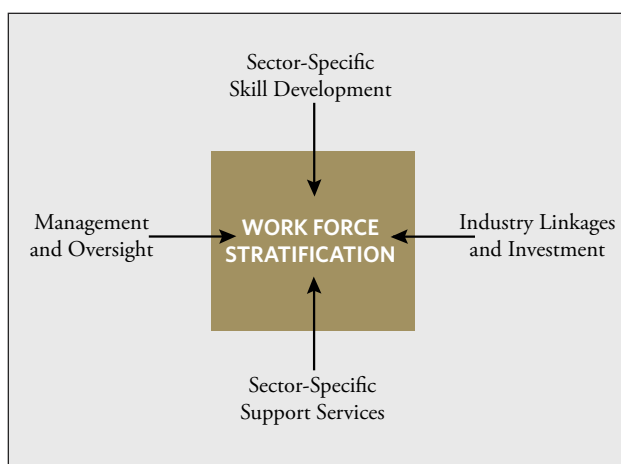 Sector-Specific
Skill Development
Management
and Oversight
WORK FORCE
STRATIFICATION
Industry Linkages
and Investment
Sector-Specific
Support Services